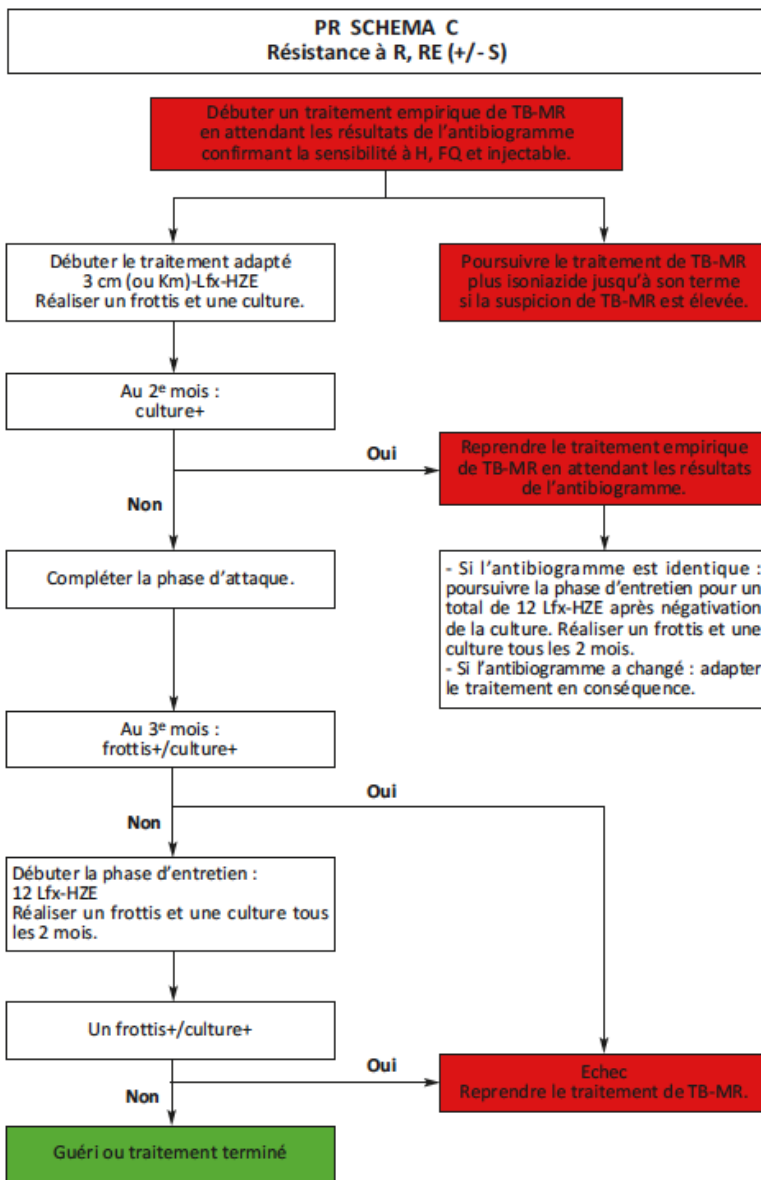 PR SCHEMA C
Résistance à R, RE (+/- S)
Débuter un traitement empirique de TB-MR
en attendant les résultats de l'antibiogramme
confirmant la sensibilité à H, FQ et injectable.
Débuter le traitement adapté
3 cm (ou Km)-Lfx-HZE
Réaliser un frottis et une culture.
Poursuivre le traitement de TB-MR
plus isoniazide jusqu'à son terme
si la suspicion de TB-MR est élevée.
Au 2e mois :
culture+
Oui
Reprendre le traitement empirique
de TB-MR en attendant les résultats
de l'antibiogramme.
Non
Compléter la phase d'attaque.
- Si l'antibiogramme est identique :
poursuivre la phase d'entretien pour un
total de 12 Lfx-HZE après négativation
de la culture. Réaliser un frottis et une
culture tous les 2 mois.
- Si l'antibiogramme a changé : adapter
le traitement en conséquence.
Au 3e mois :
frottis+/culture+
Oui
Non
Débuter la phase d'entretien :
12 Lfx-HZE
Réaliser un frottis et une culture tous
les 2 mois.
Un frottis+/culture+
Oui
Echec
Reprendre le traitement de TB-MR.
Non
Guéri ou traitement terminé